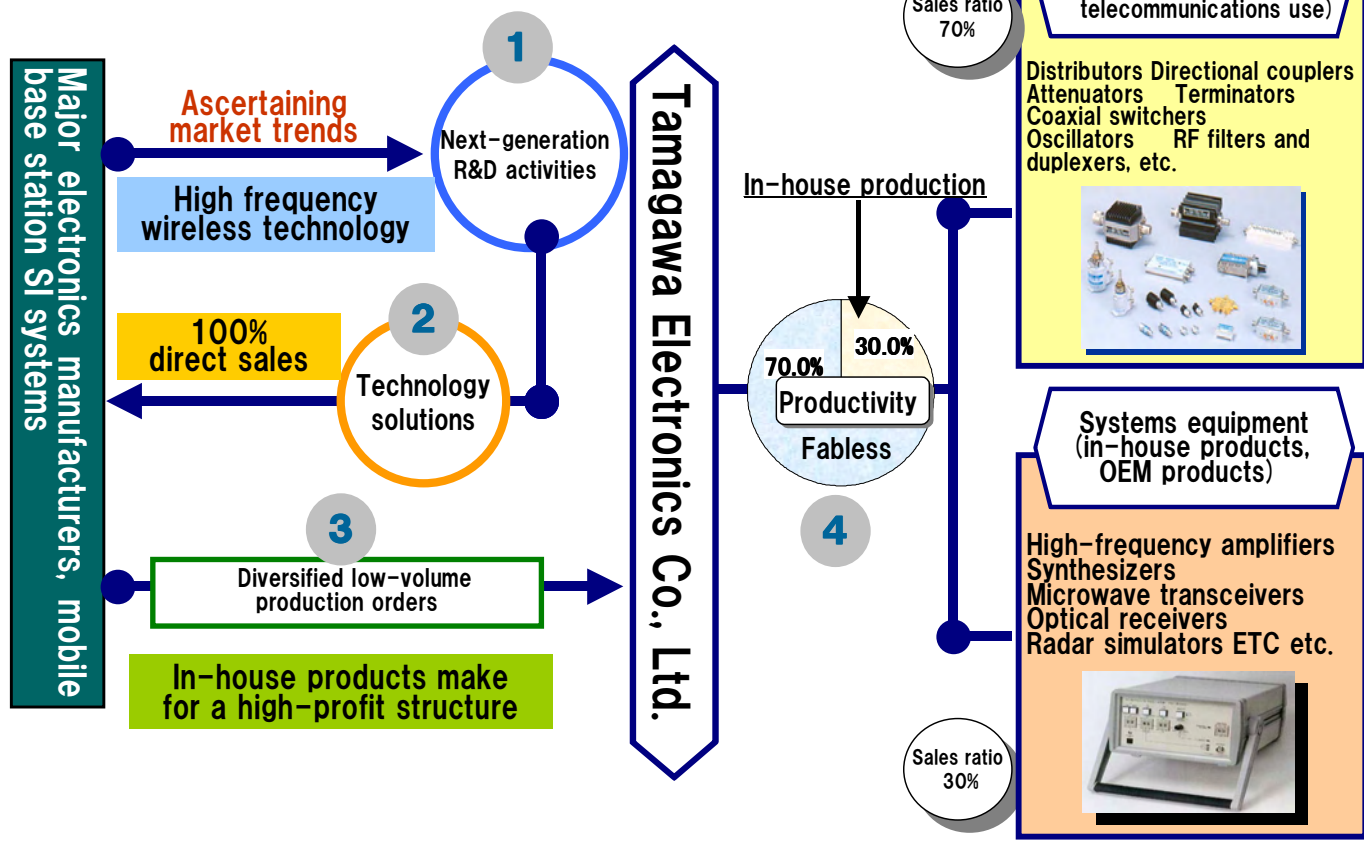 Major electronics manufacturers, mobile
base station SI systems
1
Ascertaining
market trends
Next-generation
R&D activities
High frequency
wireless technology
2
100%
direct sales
Technology
solutions
3
Diversified low-volume
production orders
In-house products make
for a high-profit structure
Tamagawa Electronics Co., Ltd.
In-house production
30.0%
70.0%
Productivity
Fabless
4
Sales ratio
70%
telecommunications use)
Distributors Directional couplers
Attenuators Terminators
Coaxial switchers
Oscillators RF filters and
duplexers, etc.
Systems equipment
(in-house products,
OEM products)
High-frequency amplifiers
Synthesizers
Microwave transceivers
Optical receivers
Radar simulators ETC etc.
Sales ratio
30%